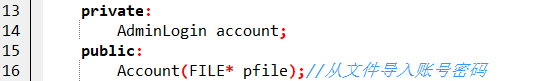 13 private:
14 AdminLogin account;
15 public:
16 Account(FILE* pfile);//从文件导入账号密码